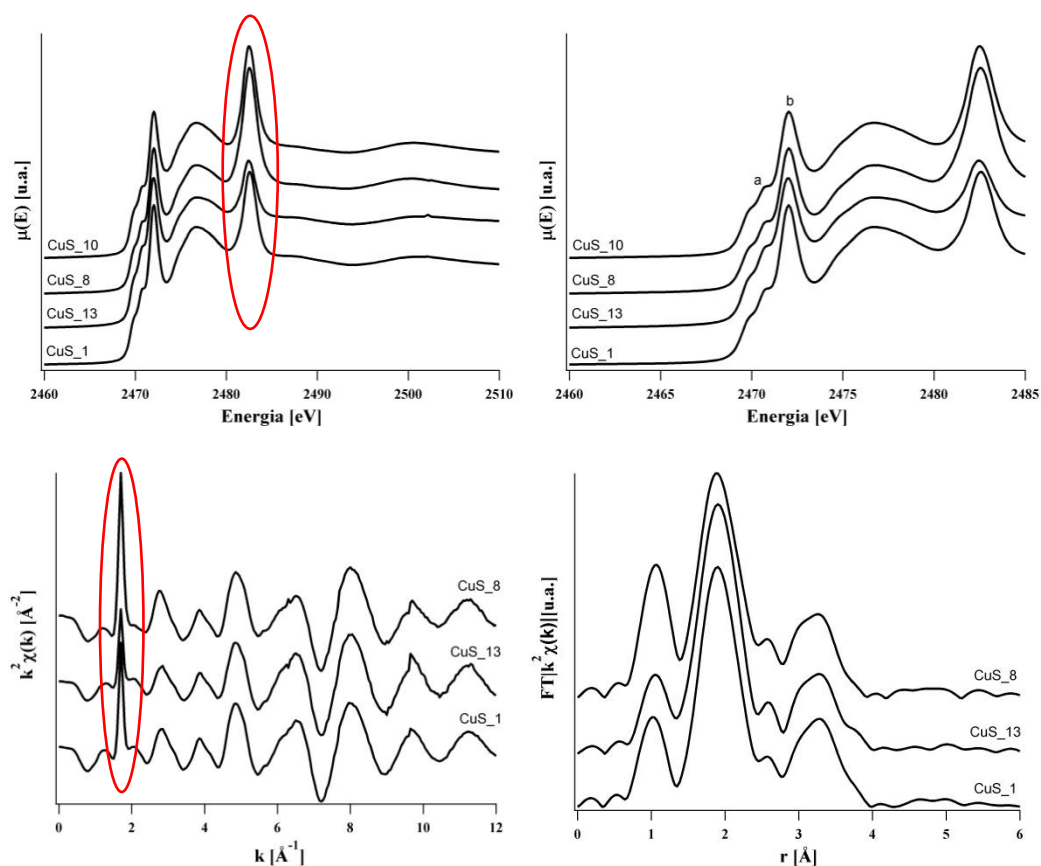 μ(E) [u.a.]
CuS_10
CuS_8
CuS_13
CuS_1
2460 2470 2480 2490 2500 2510
Energia [eV]
μ(E) [u.a.]
a
b
CuS_10
CuS_8
CuS_13
CuS_1
2460 2465 2470 2475 2480 2485
Energia [eV]
k² χ(k) [Å⁻²]
CuS_8
CuS_13
CuS_1
0 2 4 6 8 10 12
k [Å⁻¹]
FT|k² χ(k)|[u.a.]
CuS_8
CuS_13
CuS_1
0 1 2 3 4 5 6
r [Å]